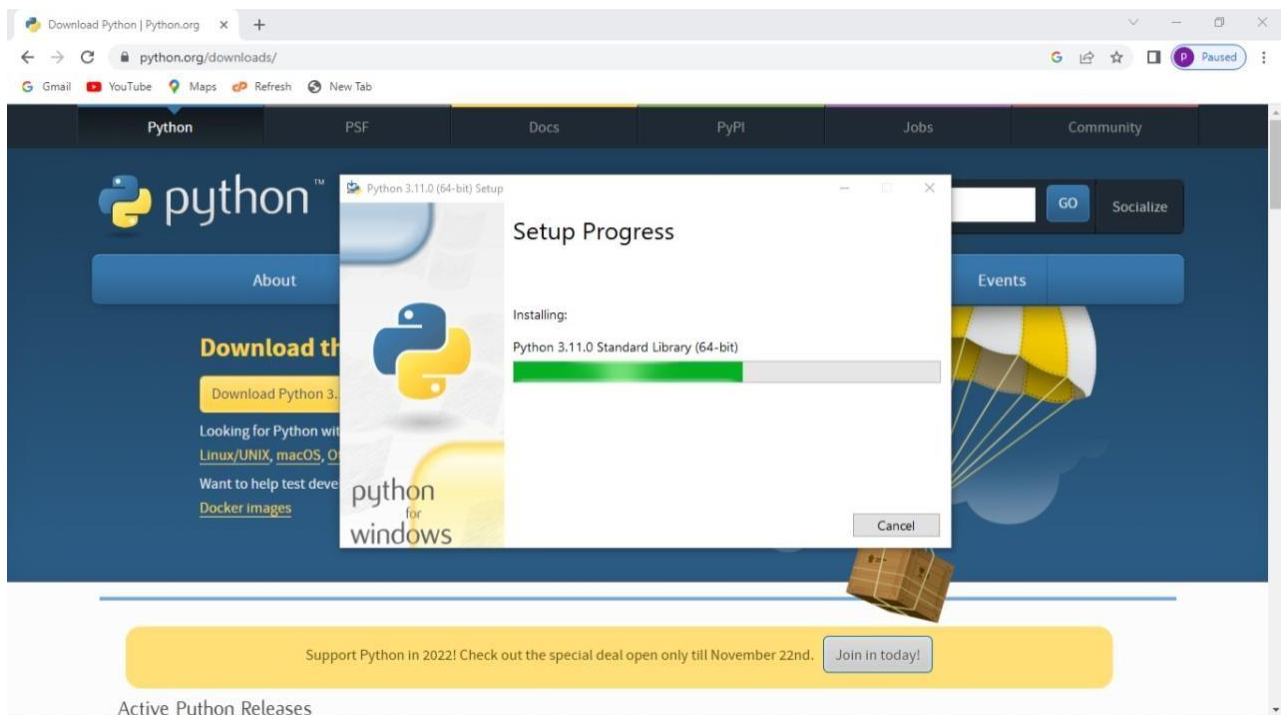 Download Python | Python.org
python.org/downloads/
G
P
Paused
G Gmail
YouTube
Maps
cP Refresh
New Tab
Python
PSF
Docs
PyPI
Jobs
Community
python™
GO
Socialize
About
Events
Python 3.11.0 (64-bit) Setup
Setup Progress
Installing:
Python 3.11.0 Standard Library (64-bit)
python
for
windows
Cancel
Download th
Download Python 3.
Looking for Python wit
Linux/UNIX, macOS, O
Want to help test deve
Docker images
Support Python in 2022! Check out the special deal open only till November 22nd.
Join in today!
Active Python Releases